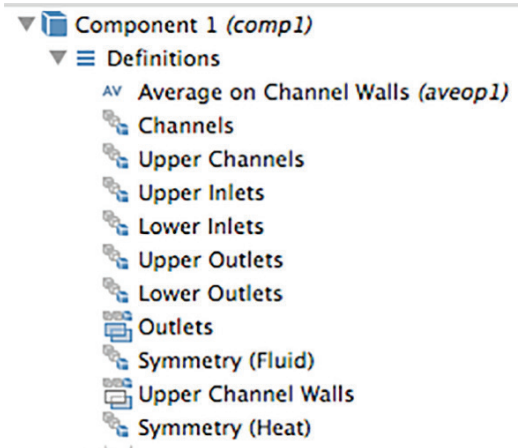 Component 1 (comp1)
Definitions
AV Average on Channel Walls (aveop1)
Channels
Upper Channels
Upper Inlets
Lower Inlets
Upper Outlets
Lower Outlets
Outlets
Symmetry (Fluid)
Upper Channel Walls
Symmetry (Heat)